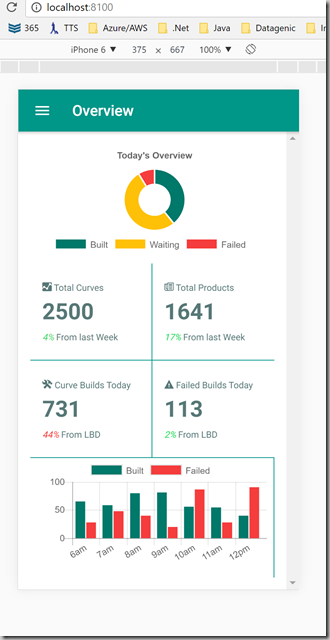 localhost:8100
365 TTS Azure/AWS .Net Java Datagenic
iPhone 6 ▼ 375 × 667 100% ▼
Overview
Today's Overview
Built Waiting Failed
Total Curves
2500
4% From last Week
Total Products
1641
17% From last Week
Curve Builds Today
731
44% From LBD
Failed Builds Today
113
2% From LBD
Built Failed
100
50
0
6am 7am 8am 9am 10am 11am 12pm